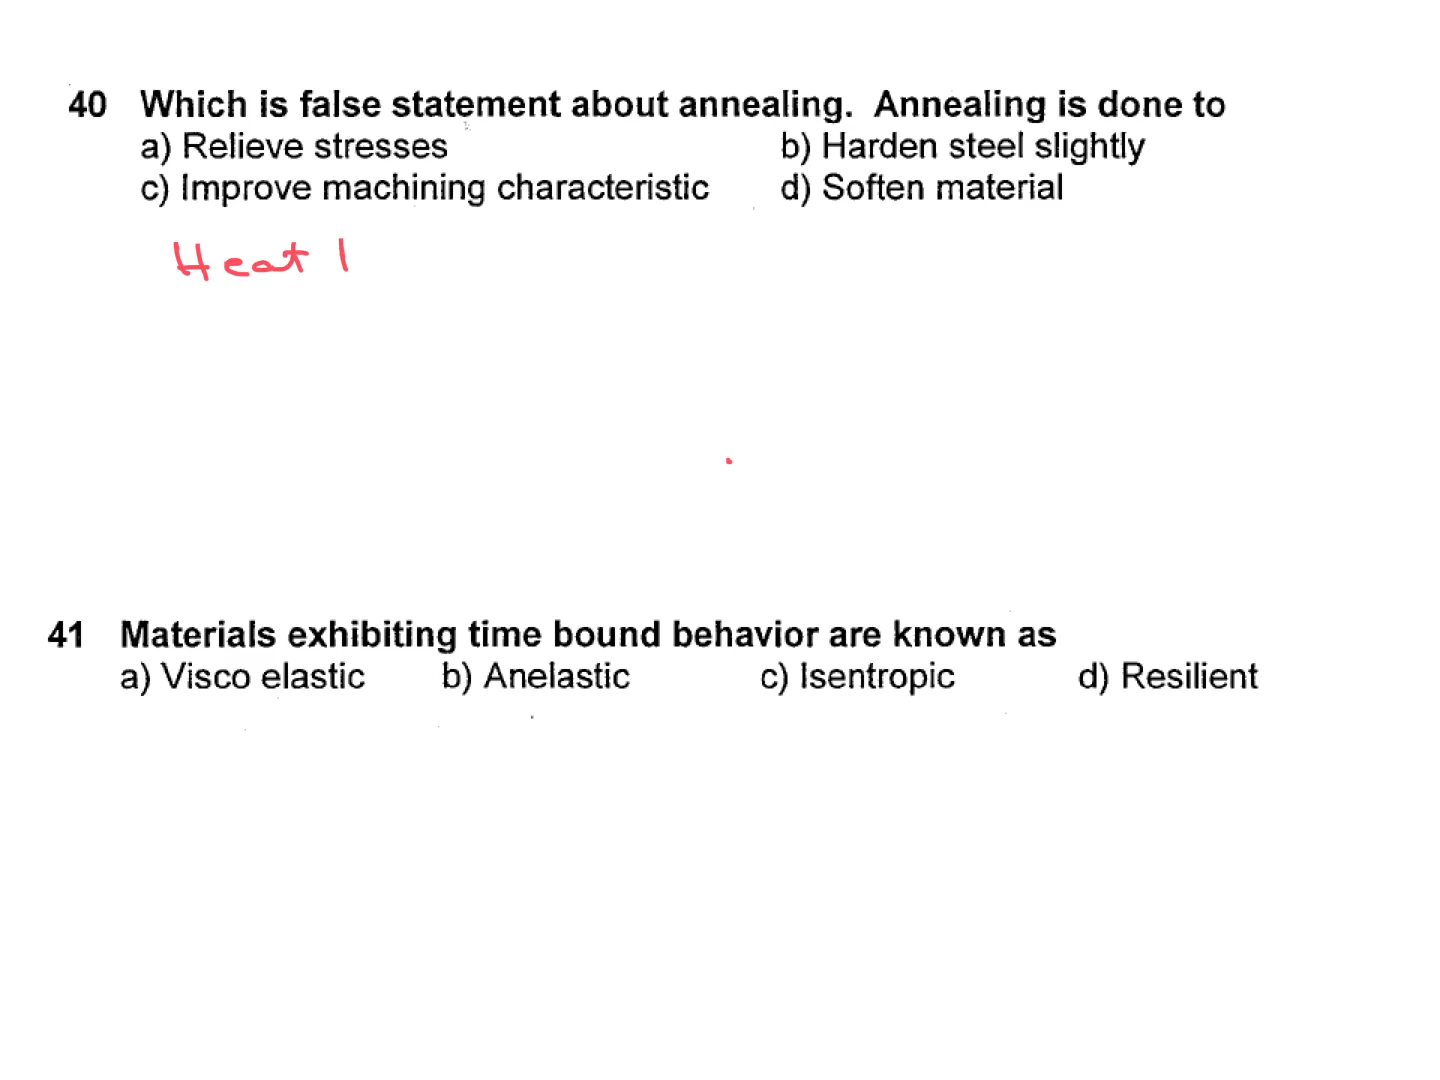 40 Which is false statement about annealing. Annealing is done to
a) Relieve stresses b) Harden steel slightly
c) Improve machining characteristic d) Soften material
Heat
41 Materials exhibiting time bound behavior are known as
a) Visco elastic b) Anelastic c) Isentropic d) Resilient